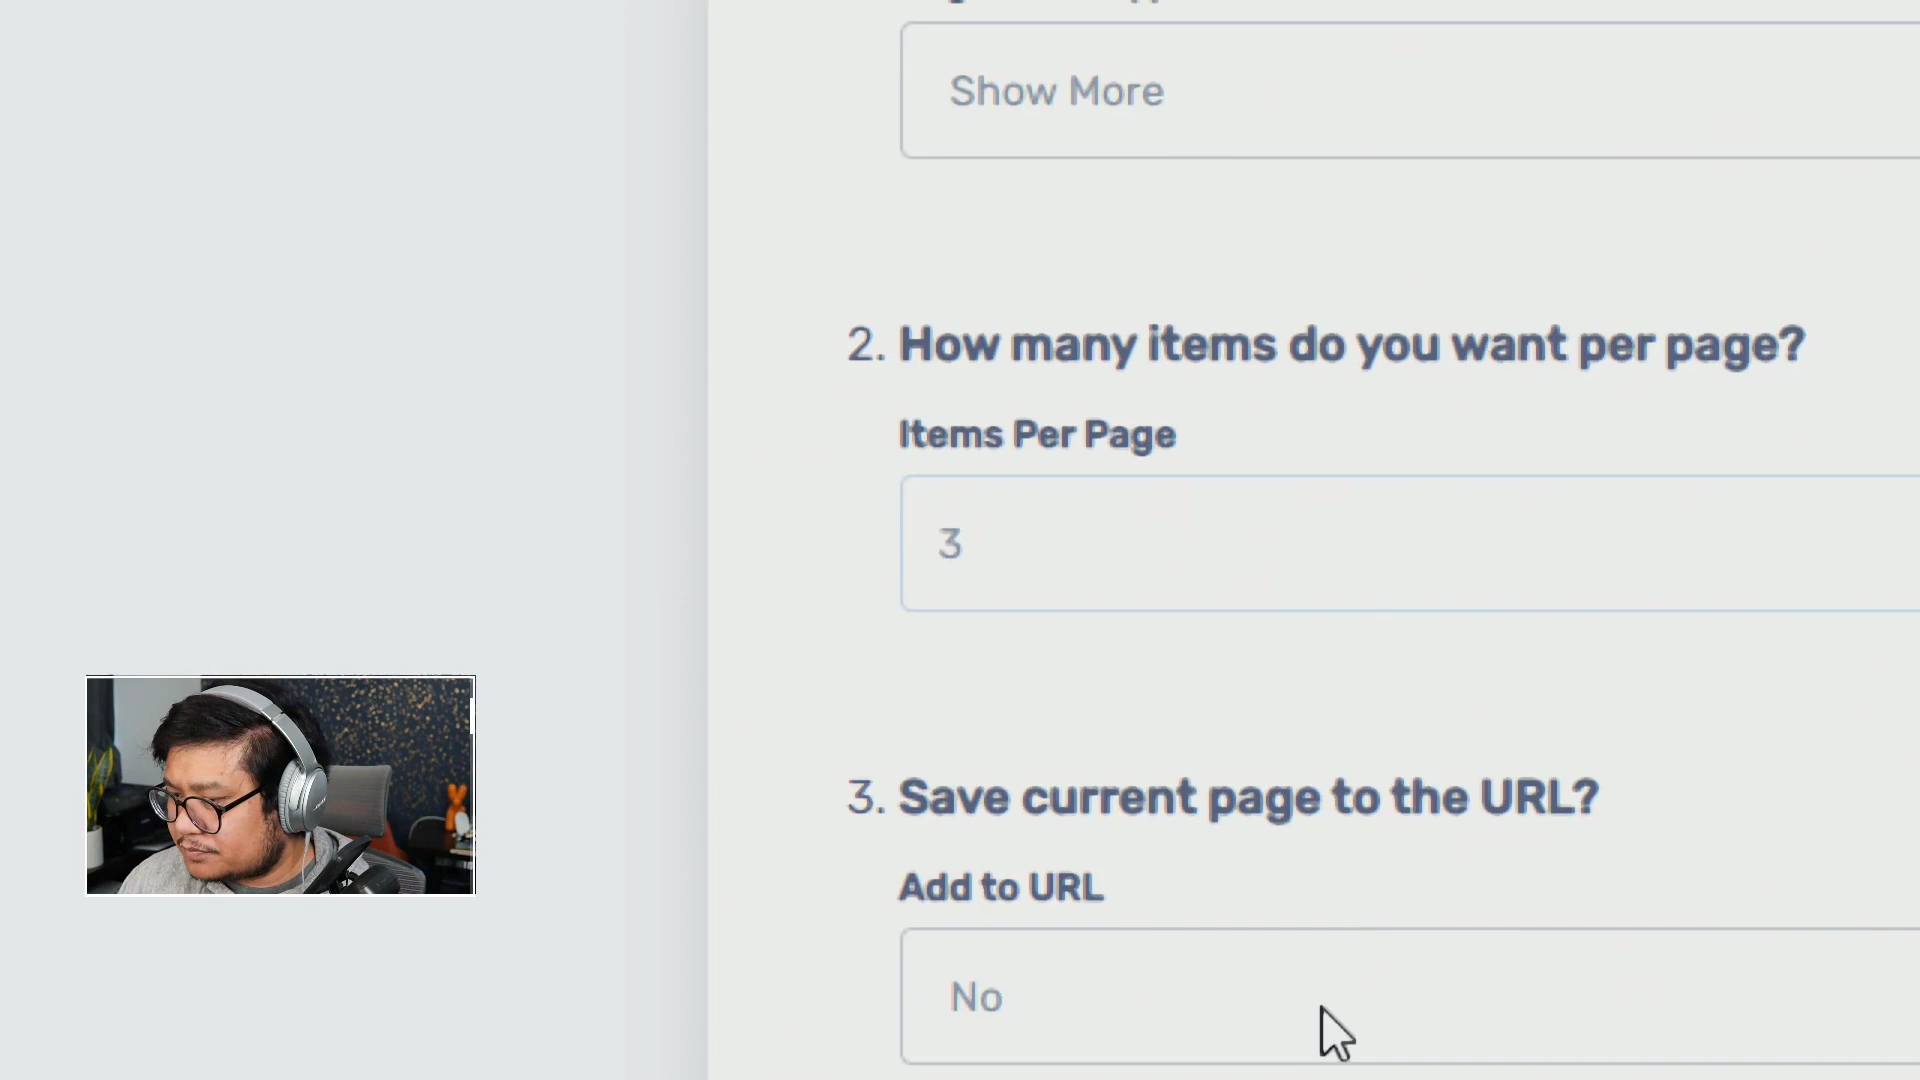 Show More
2. How many items do you want per page?
Items Per Page
3
3. Save current page to the URL?
Add to URL
No